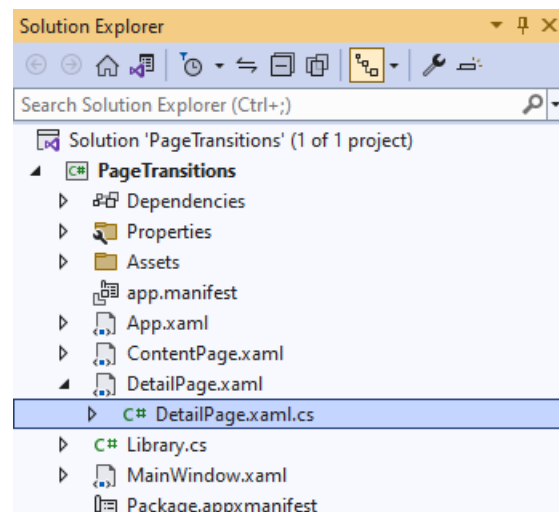 Solution Explorer
Search Solution Explorer (Ctrl+;)
Solution 'PageTransitions' (1 of 1 project)
C# PageTransitions
Dependencies
Properties
Assets
app.manifest
App.xaml
ContentPage.xaml
DetailPage.xaml
C# DetailPage.xaml.cs
C# Library.cs
MainWindow.xaml
Package.appxmanifest